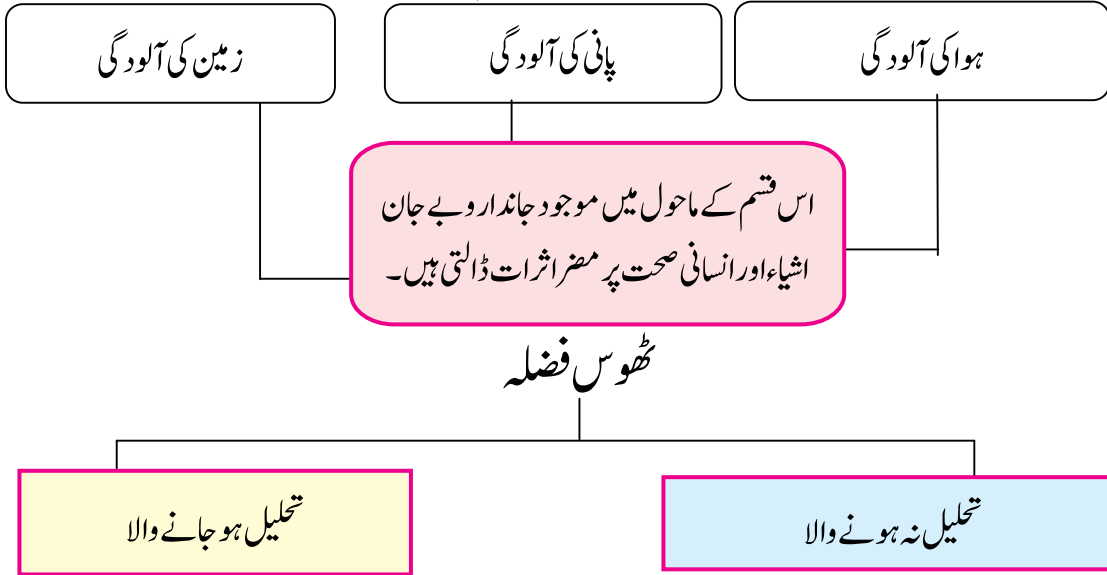 ہوا کی آلودگی
پانی کی آلودگی
زمین کی آلودگی
اس قسم کے ماحول میں موجود جاندار و بے جان
اشیاء اور انسانی صحت پر مضر اثرات ڈالتی ہیں۔
ٹھوس فضلہ
تحلیل نہ ہونے والا
تحلیل ہو جانے والا